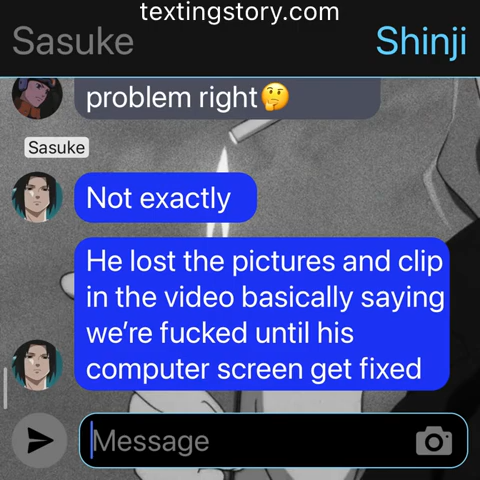 textingstory.com
Sasuke
Shinji
problem right🤔
Sasuke
Not exactly
He lost the pictures and clip
in the video basically saying
we’re fucked until his
computer screen get fixed
Message